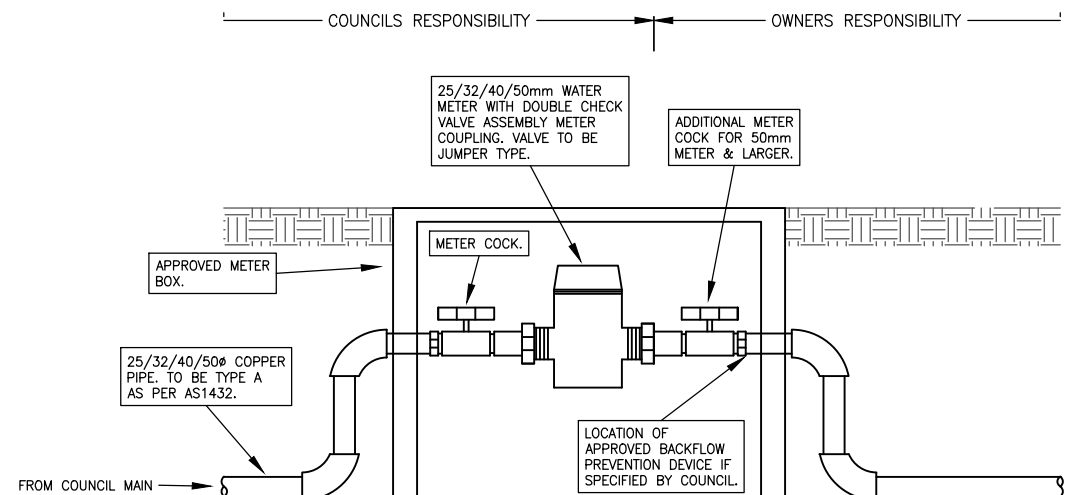 COUNCILS RESPONSIBILITY
OWNERS RESPONSIBILITY
25/32/40/50mm WATER
METER WITH DOUBLE CHECK
VALVE ASSEMBLY METER
COUPLING. VALVE TO BE
JUMPER TYPE.
ADDITIONAL METER
COCK FOR 50mm
METER & LARGER.
METER COCK.
APPROVED METER
BOX.
25/32/40/50ø COPPER
PIPE. TO BE TYPE A
AS PER AS1432.
LOCATION OF
APPROVED BACKFLOW
PREVENTION DEVICE IF
SPECIFIED BY COUNCIL.
FROM COUNCIL MAIN